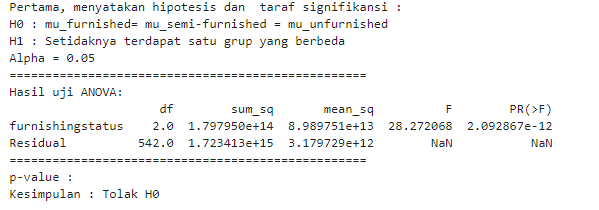 Pertama, menyatakan hipotesis dan  taraf signifikansi :
H0 : mu_furnished= mu_semi-furnished = mu_unfurnished
H1 : Setidaknya terdapat satu grup yang berbeda
Alpha = 0.05
==================================================
Hasil uji ANOVA:
df sum_sq mean_sq F PR(>F)
furnishingstatus 2.0 1.797950e+14 8.989751e+13 28.272068 2.092867e-12
Residual 542.0 1.723413e+15 3.179729e+12 NaN NaN
==================================================
p-value :
Kesimpulan : Tolak H0